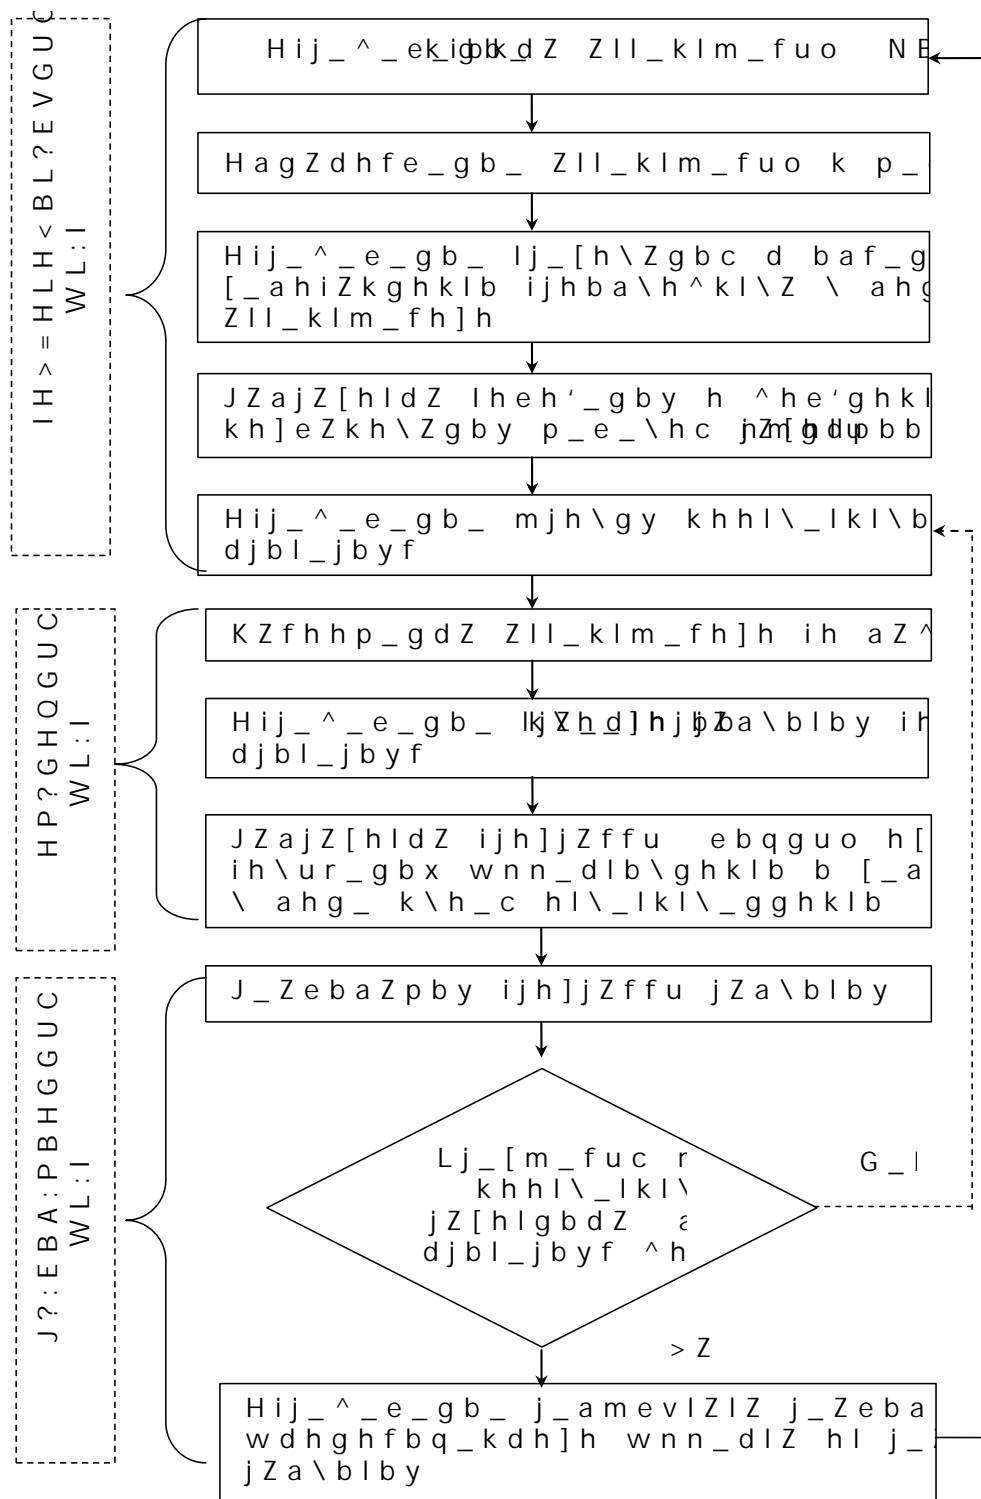 IH>=HLH<BL?EVGUC
WL:I
Zll_klm_fuo
HagZdhfe_gb_ Zll_klm_fuo k p_
Hij_^_e_gb_ lj_[h\Zgbc d baf_g
[_ahiZkghklb ijhba\h^kl\Z \ ahg
Zll_klm_fh]h
JZajZ[hldZ lheh‘_gby h ^he‘ghkl
kh]eZkh\Zgby p_e_\hc
Hij_^_e_gb_ mjh\gy khhl\_lkl\b
djbl_jbyf
HP?GHQGUC
WL:I
KZfhhp_gdZ Zll_klm_fh]h ih aZ^
Hij_^_e_gb_ ih
djbl_jbyf
JZajZ[hldZ ijh]jZffu ebqguo h[
ih\ur_gbx wnn_dlb\ghklb b [_a
\ ahg_ k\h_c hl\_lkl\_gghklb
J?:EBA:PBHGGUC
WL:I
J_ZebaZpby ijh]jZffu jZa\blby
Lj_[m_fuc
khhl\_lkl\
jZ[hlgbdZ
djbl_jbyf ^h
G_l
>Z
Hij_^_e_gb_ j_amevlZlZ j_Zeba
wdhghfbq_kdh]h wnn_dlZ hl j_
jZa\blby